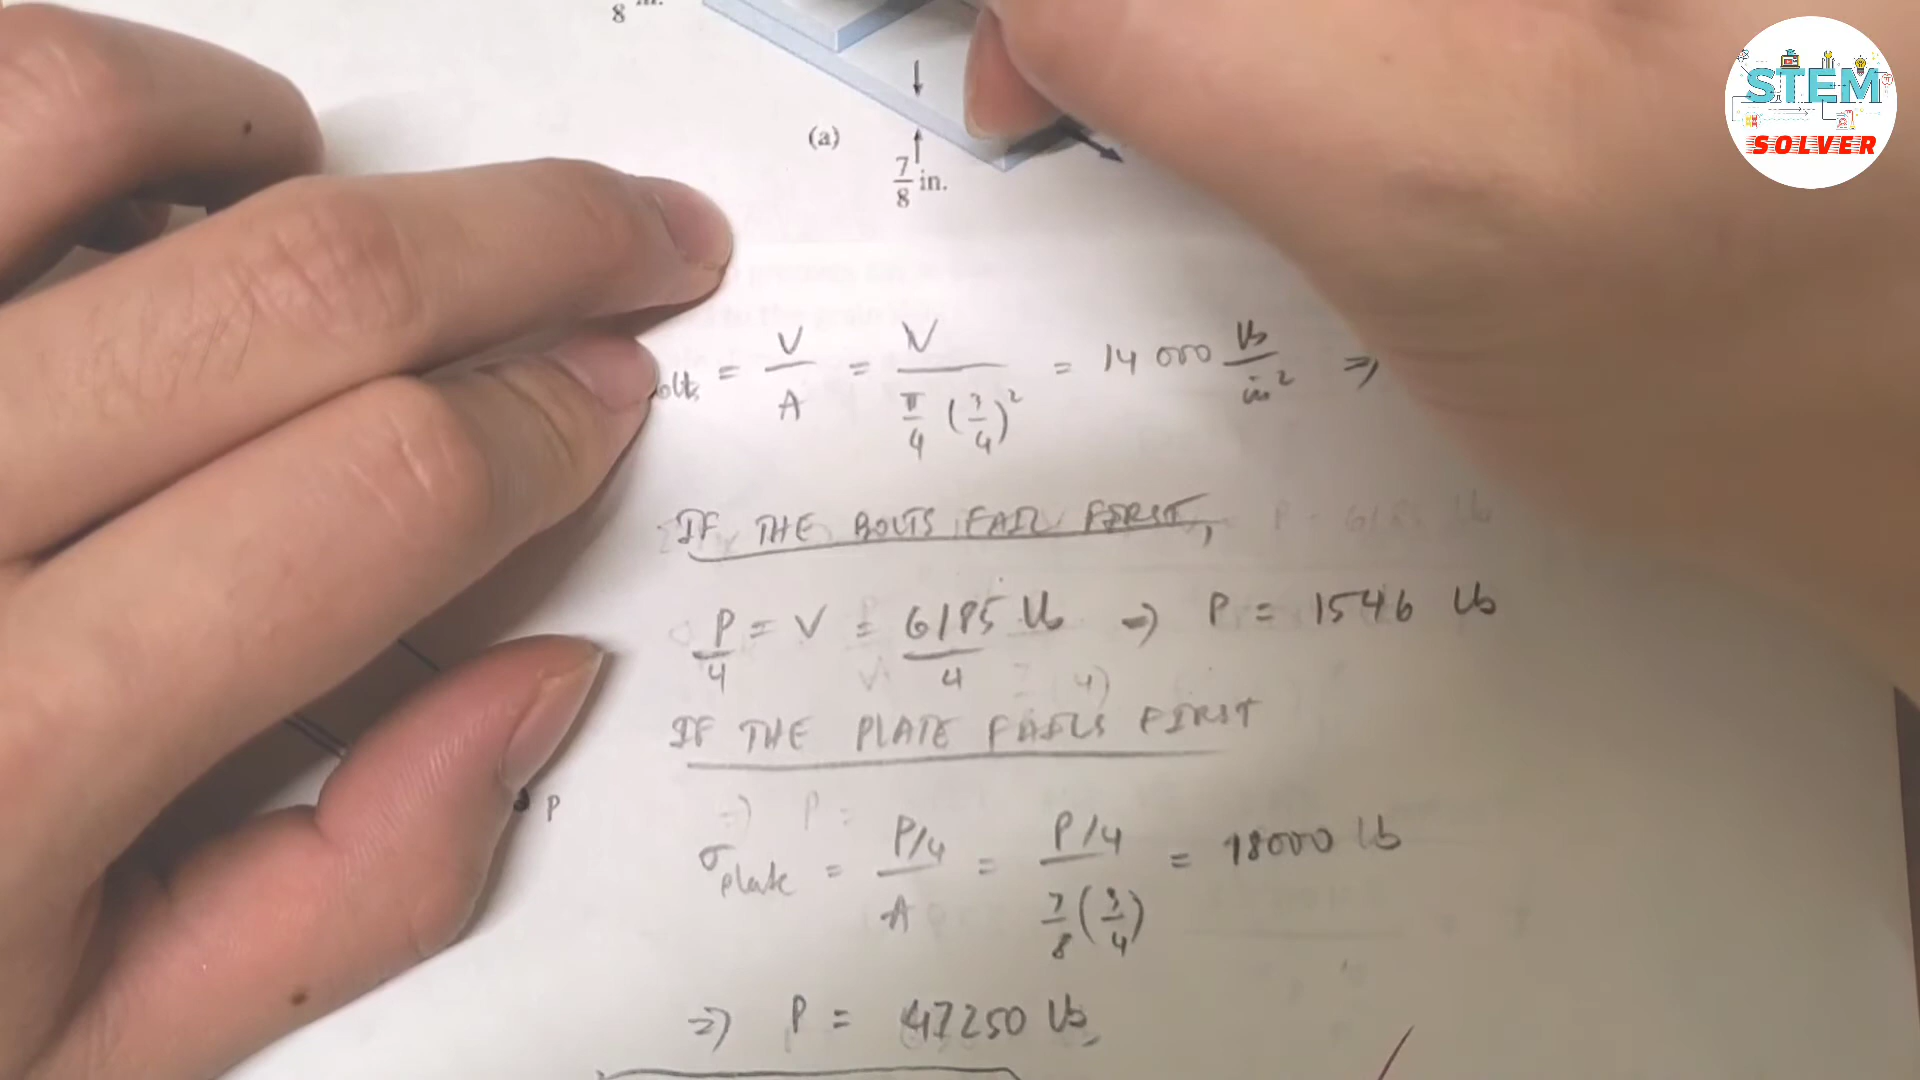 8 in.
STEM
SOLVER
(a)
7/8 in.
olts = V/A = V / (π/4 (3/4)²) = 14 000 lb/in² ⇒
IF THE BOLTS FAIL FIRST,
P/4 = V = 6185 lb / 4 ⇒ P = 1546 lb
IF THE PLATE FAILS FIRST
P
σplate = P/4 / A = P/4 / (7/8 (3/4)) = 18000 lb
⇒ P = 47250 lb